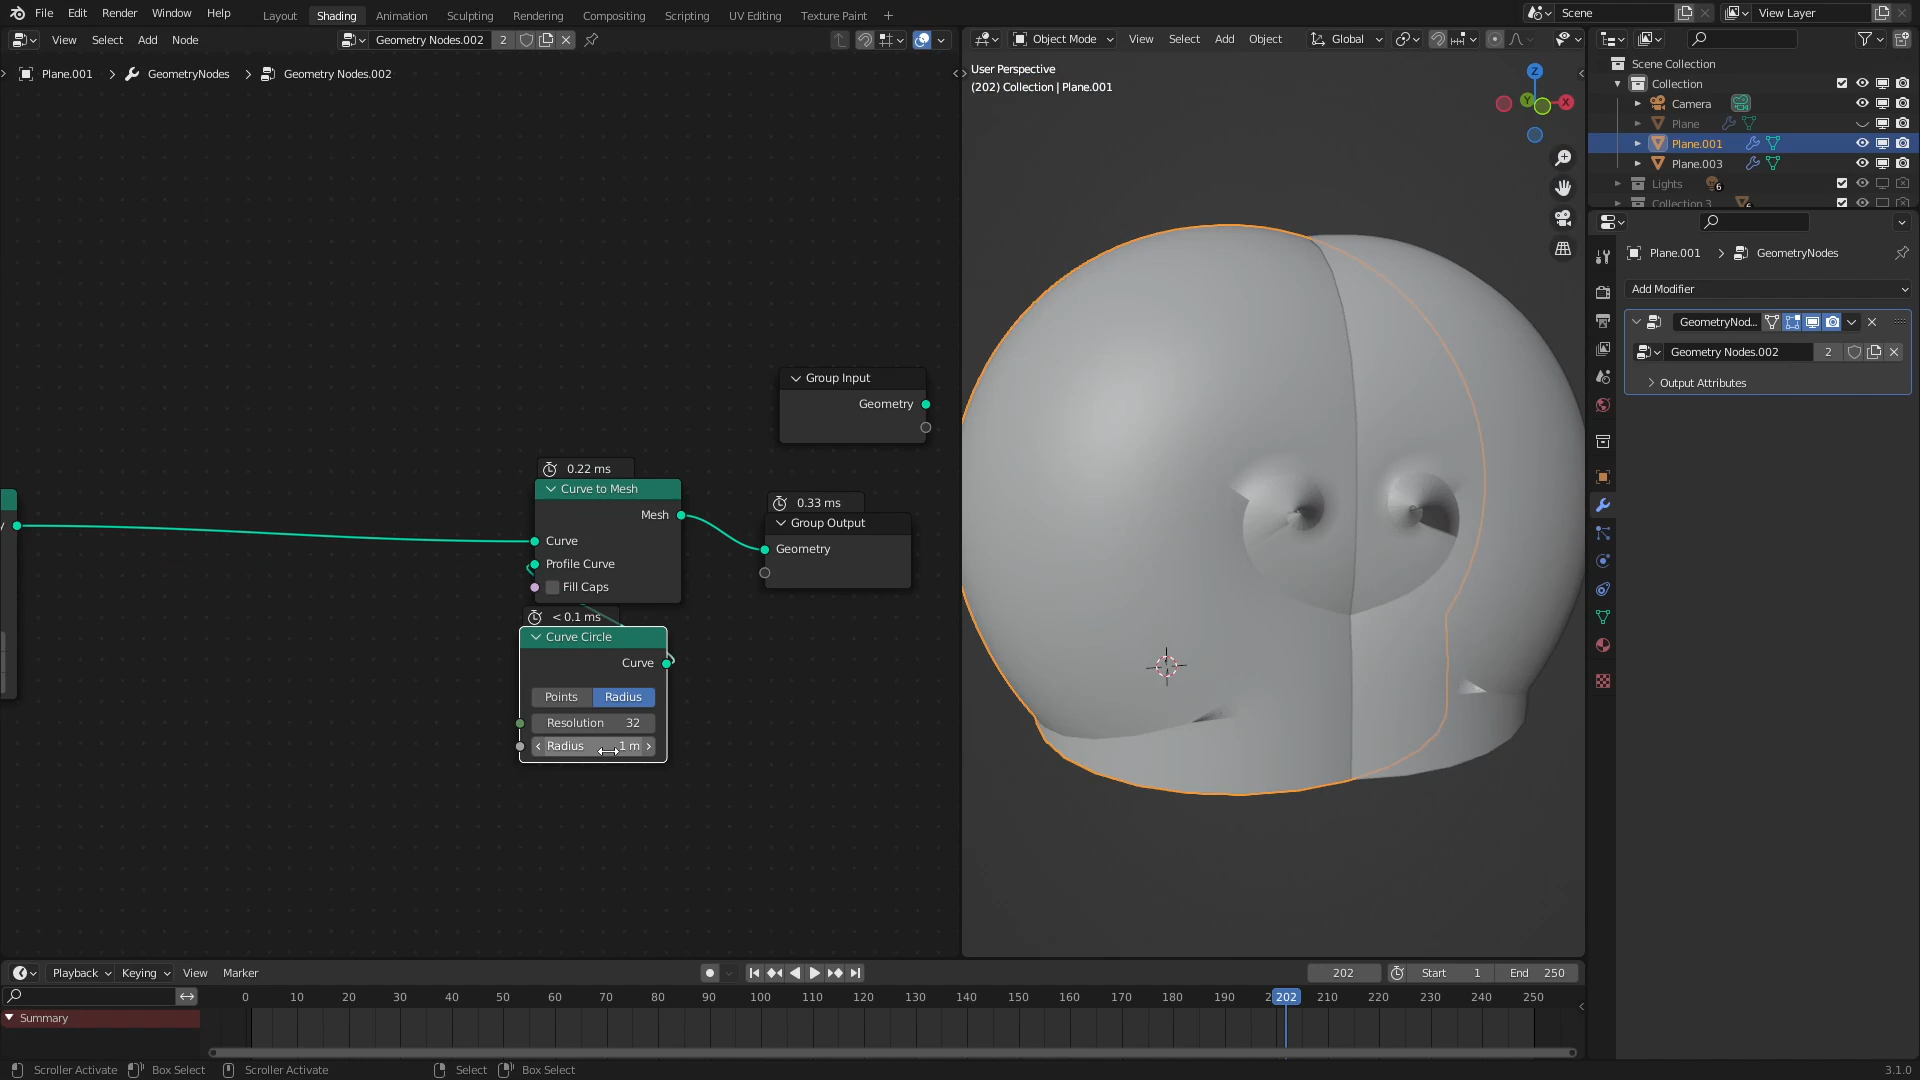 File Edit Render Window Help Layout Shading Animation Sculpting Rendering Compositing Scripting UV Editing Texture Paint + Scene View Layer
View Select Add Node Geometry Nodes.002 2 Object Mode View Select Add Object Global
Plane.001 > GeometryNodes > Geometry Nodes.002
User Perspective
(202) Collection | Plane.001
Z
Y
X
Scene Collection
Collection
Camera
Plane
Plane.001
Plane.003
Lights 6
Collection 3
Plane.001 > GeometryNodes
Add Modifier
GeometryNod...
Geometry Nodes.002 2
Output Attributes
Group Input
Geometry
0.22 ms
Curve to Mesh
Mesh
Curve
Profile Curve
Fill Caps
0.33 ms
Group Output
Geometry
< 0.1 ms
Curve Circle
Curve
Points Radius
Resolution 32
Radius 1 m
Playback Keying View Marker 202 Start 1 End 250
0 10 20 30 40 50 60 70 80 90 100 110 120 130 140 150 160 170 180 190 202 210 220 230 240 250
Summary
Scroller Activate Box Select Scroller Activate Select Box Select 3.1.0